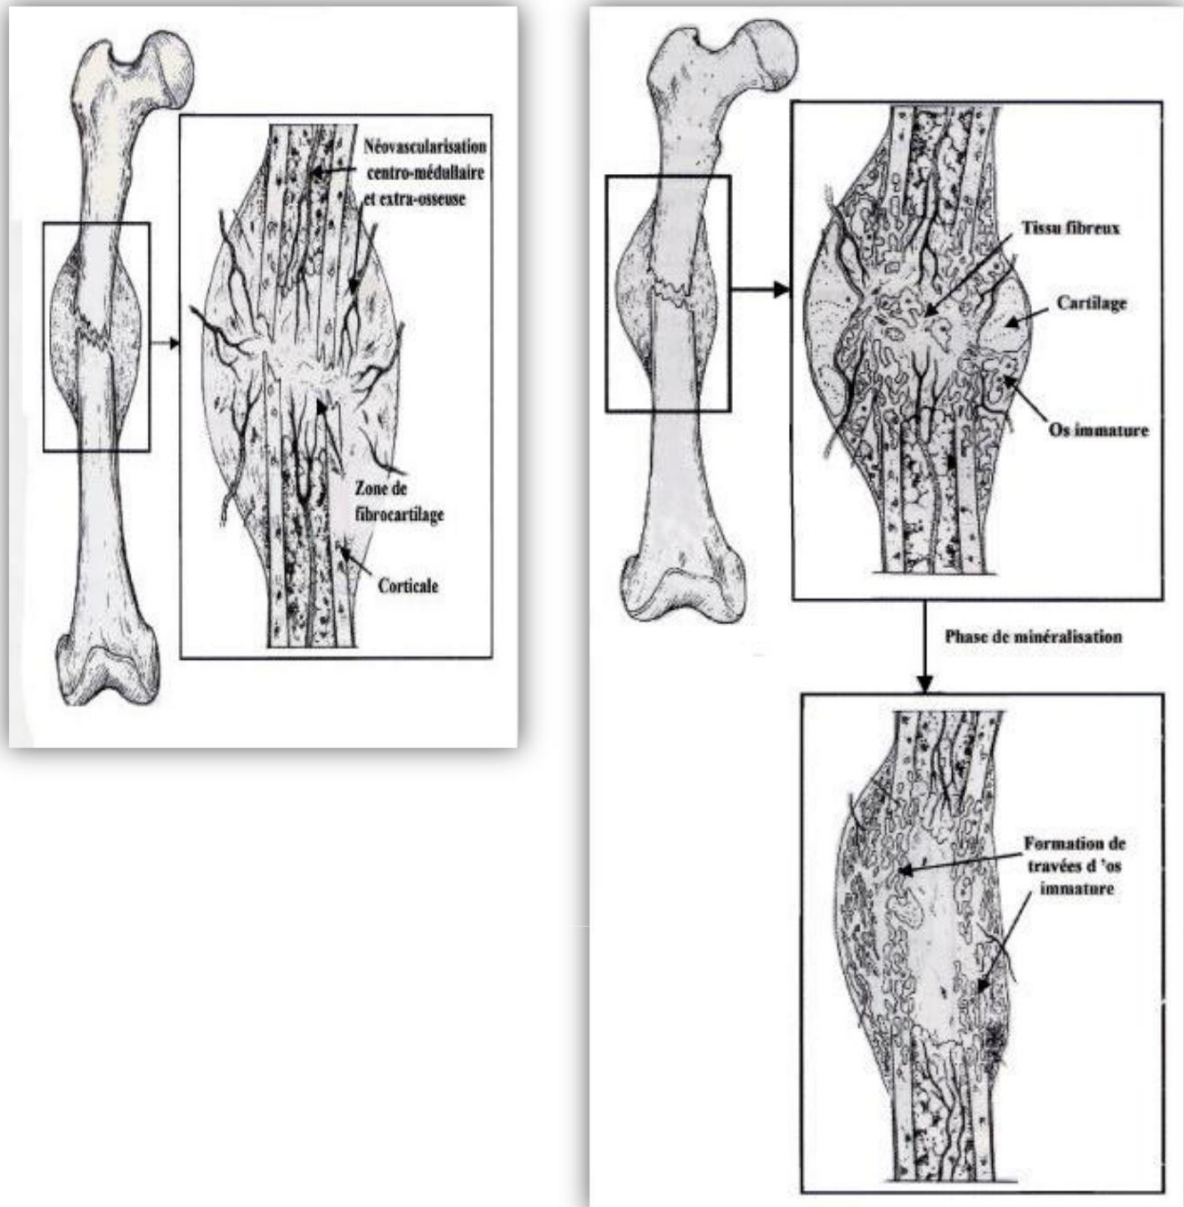 Néovascularisation
centro-médullaire
et extra-osseuse
Zone de
fibrocartilage
Corticale
Tissu fibreux
Cartilage
Os immature
Phase de minéralisation
Formation de
travées d 'os
immature